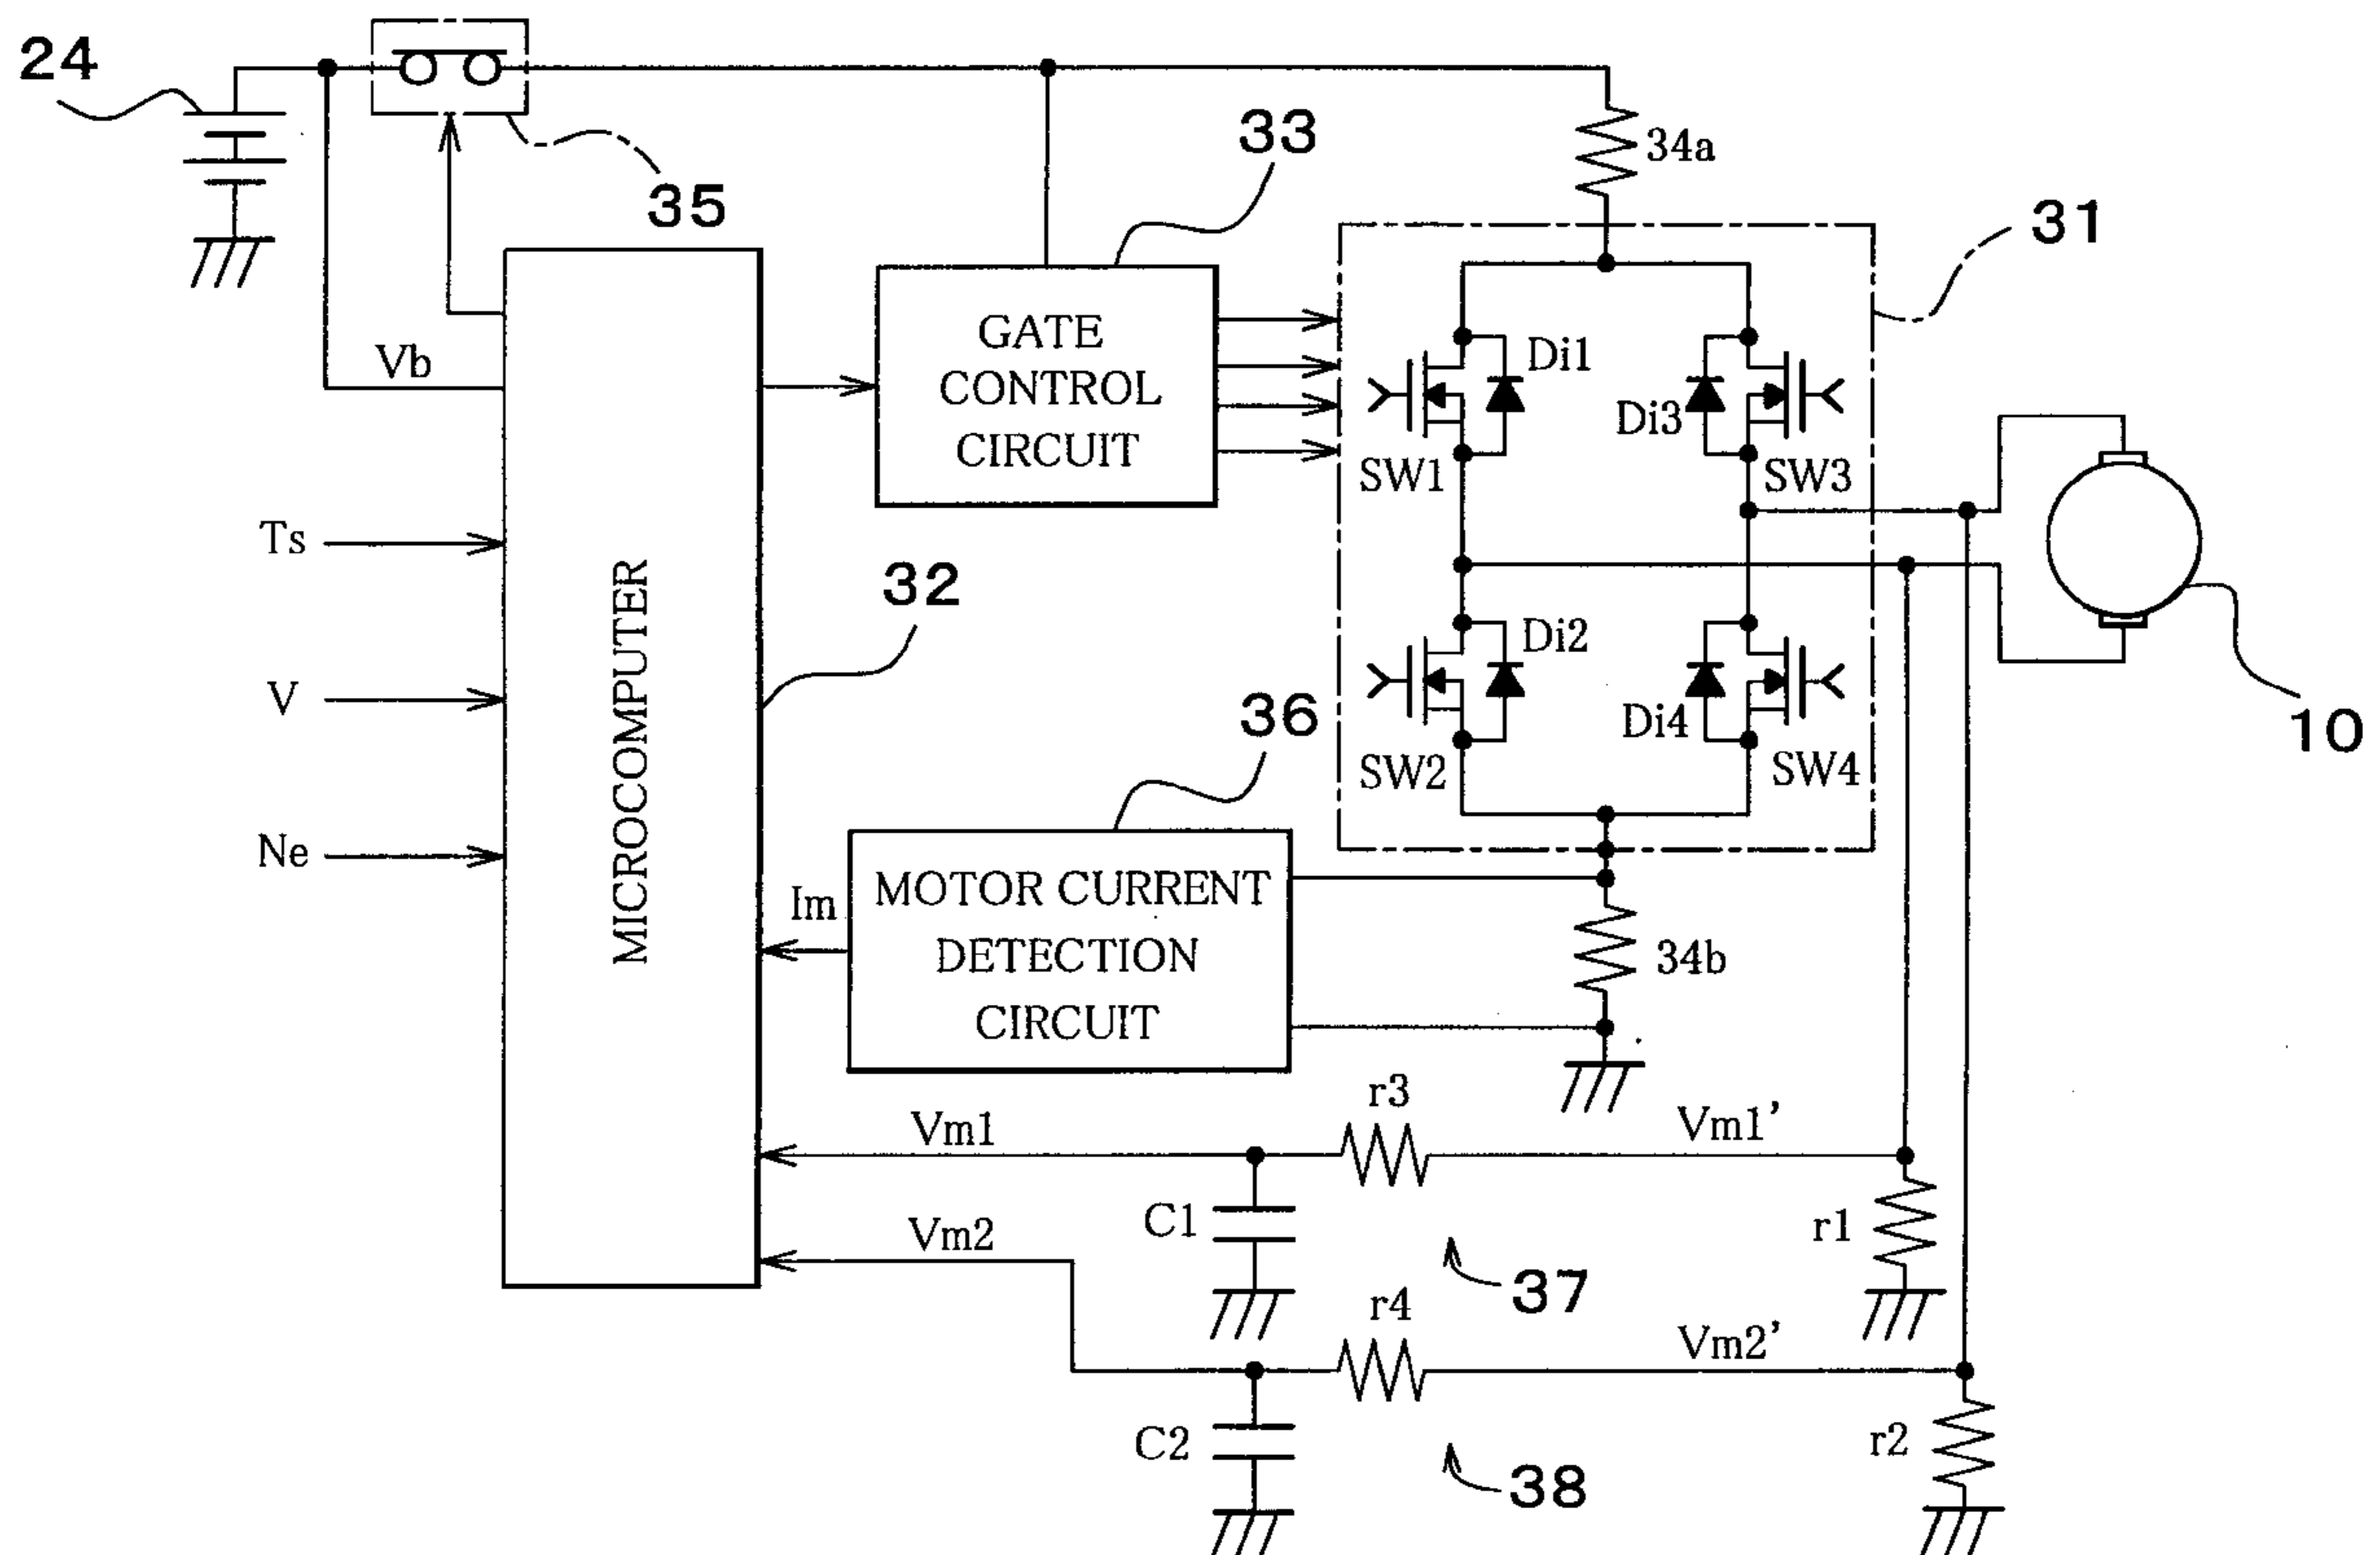 24
35
33
34a
31
Vb
GATE
CONTROL
CIRCUIT
Di1
Di3
SW1
SW3
Ts
MICROCOMPUTER
32
V
Di2
Di4
SW2
SW4
10
36
Ne
Im
MOTOR CURRENT
DETECTION
CIRCUIT
34b
Vm1
r3
Vm1'
C1
r1
Vm2
37
r4
Vm2'
C2
38
r2